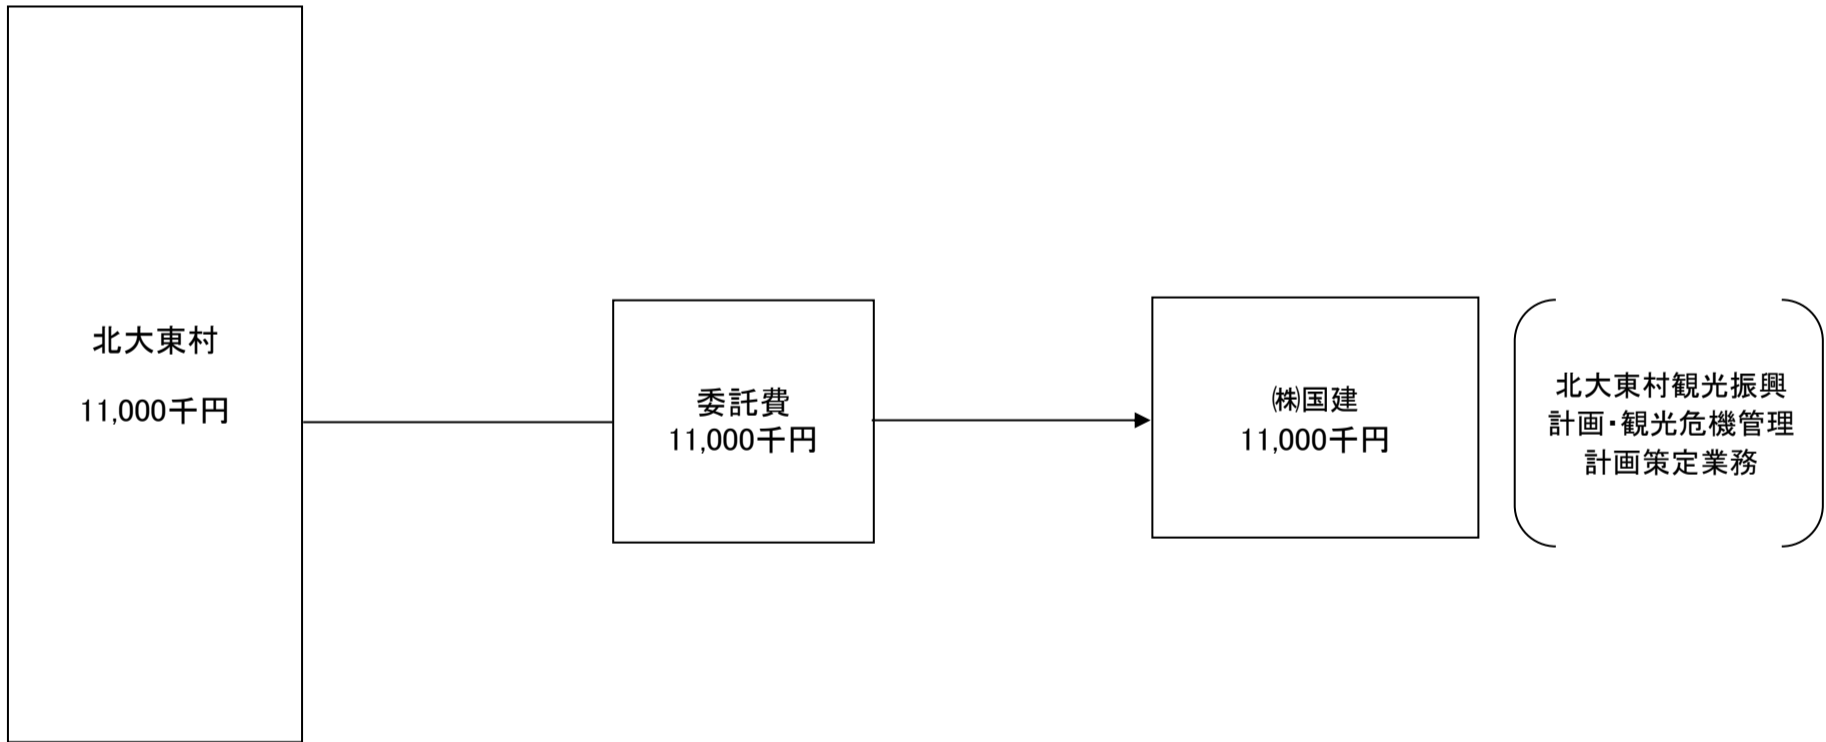 北大東村
11,000千円
委託費
11,000千円
㈱国建
11,000千円
北大東村観光振興
計画・観光危機管理
計画策定業務